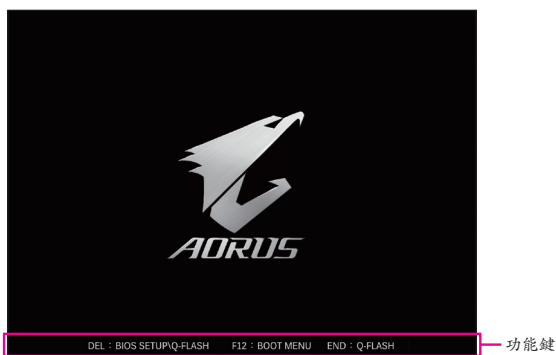 AORUS
DEL : BIOS SETUP\Q-FLASH F12 : BOOT MENU END : Q-FLASH
功能鍵